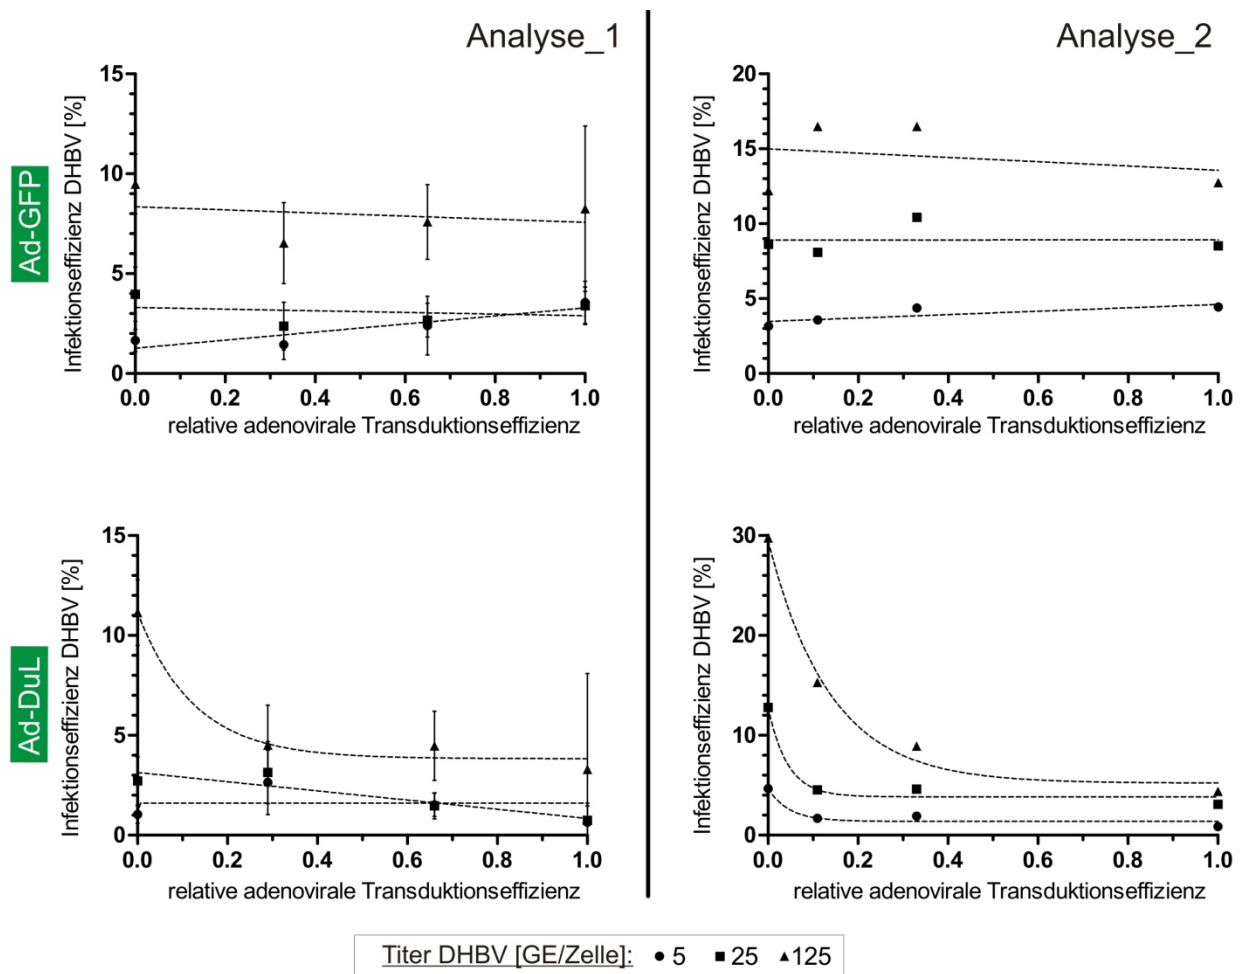 Analyse_1
Analyse_2
Ad-GFP
Infektionseffizienz DHBV [%]
15
10
5
0
0.0 0.2 0.4 0.6 0.8 1.0
relative adenovirale Transduktionseffizienz
Infektionseffizienz DHBV [%]
20
15
10
5
0
0.0 0.2 0.4 0.6 0.8 1.0
relative adenovirale Transduktionseffizienz
Ad-DuL
Infektionseffizienz DHBV [%]
15
10
5
0
0.0 0.2 0.4 0.6 0.8 1.0
relative adenovirale Transduktionseffizienz
Infektionseffizienz DHBV [%]
30
20
10
0
0.0 0.2 0.4 0.6 0.8 1.0
relative adenovirale Transduktionseffizienz
Titer DHBV [GE/Zelle]: ● 5 ■ 25 ▲ 125